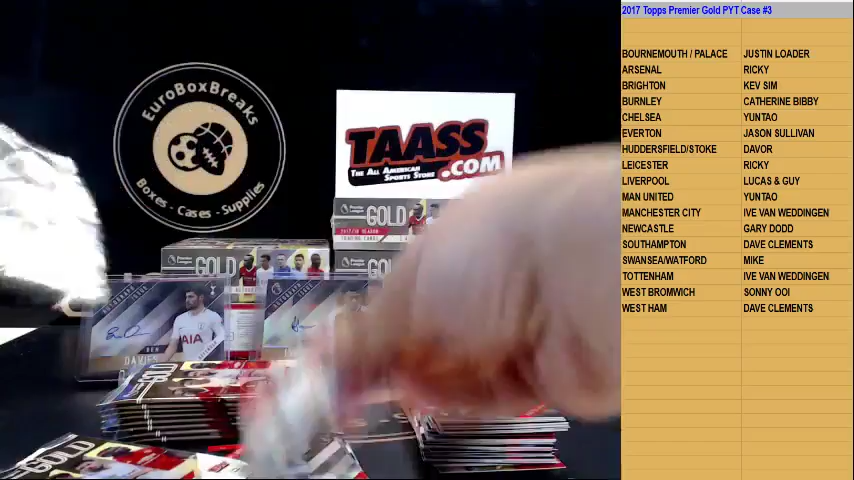 2017 Topps Premier Gold PYT Case #3
BOURNEMOUTH / PALACE JUSTIN LOADER
ARSENAL RICKY
BRIGHTON KEV SIM
BURNLEY CATHERINE BIBBY
CHELSEA YUNTAO
EVERTON JASON SULLIVAN
HUDDERSFIELD/STOKE DAVOR
LEICESTER RICKY
LIVERPOOL LUCAS & GUY
MAN UNITED YUNTAO
MANCHESTER CITY IVE VAN WEDDINGEN
NEWCASTLE GARY DODD
SOUTHAMPTON DAVE CLEMENTS
SWANSEA/WATFORD MIKE
TOTTENHAM IVE VAN WEDDINGEN
WEST BROMWICH SONNY OOI
WEST HAM DAVE CLEMENTS
EuroBoxBreaks
Boxes - Cases - Supplies
TAASS
THE ALL AMERICAN
SPORTS STORE
.COM
GOLD
GOLD
GOLD
AIA
BEN
DAVIES
GOLD
GOLD